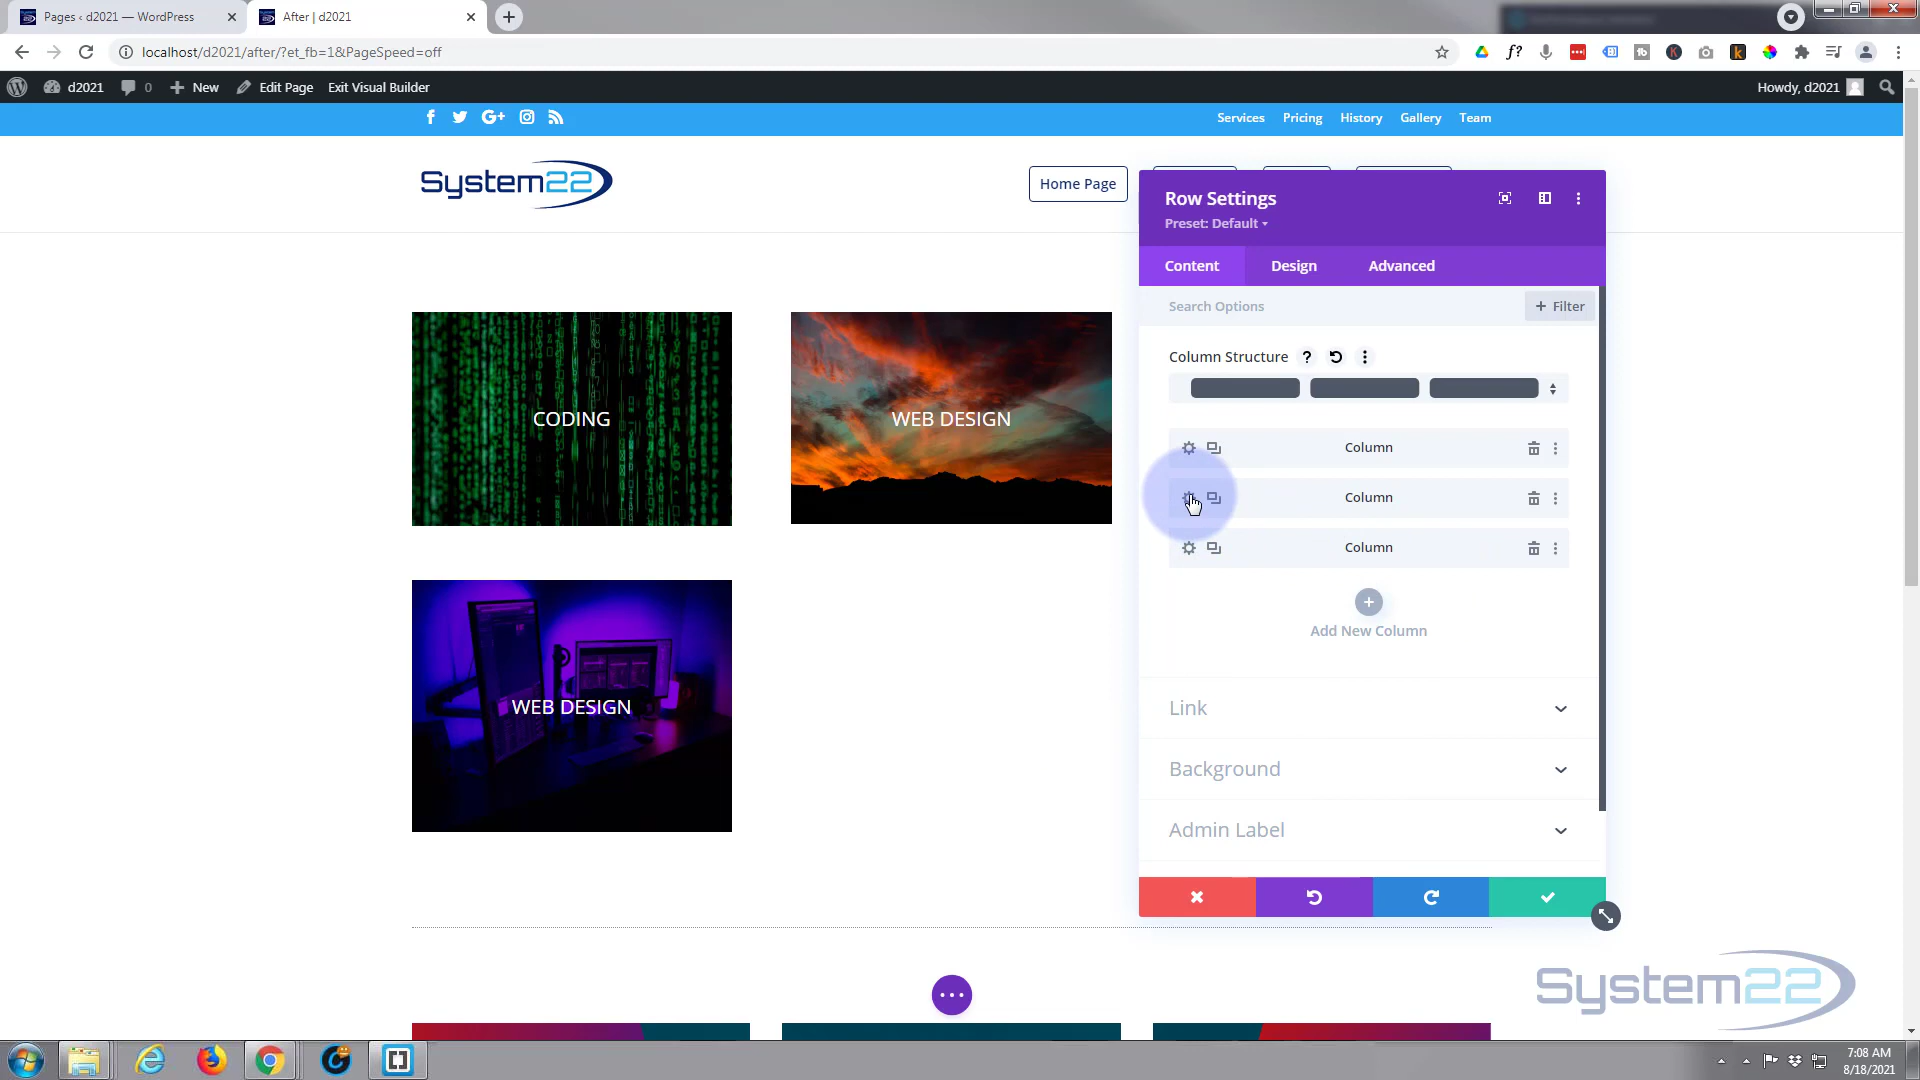 Pages ‹ d2021 — WordPress
After | d2021
localhost/d2021/after/?et_fb=1&PageSpeed=off
d2021
0
New
Edit Page
Exit Visual Builder
Howdy, d2021
Services
Pricing
History
Gallery
Team
System22
Home Page
Row Settings
Preset: Default
Content
Design
Advanced
Search Options
+ Filter
Column Structure
Column
Column
Column
Add New Column
Link
Background
Admin Label
CODING
WEB DESIGN
WEB DESIGN
System22
7:08 AM
8/18/2021